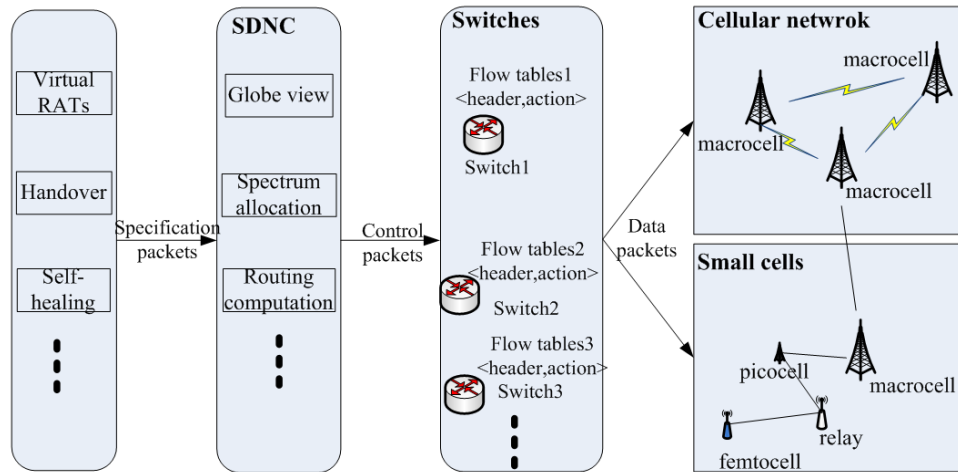 Virtual
RATs
Handover
Self-
healing
Specification
packets
SDNC
Globe view
Spectrum
allocation
Routing
computation
Control
packets
Switches
Flow tables1
<header,action>
Switch1
Flow tables2
<header,action>
Switch2
Flow tables3
<header,action>
Switch3
Data
packets
Cellular netwrok
macrocell
macrocell
macrocell
Small cells
picocell
macrocell
relay
femtocell